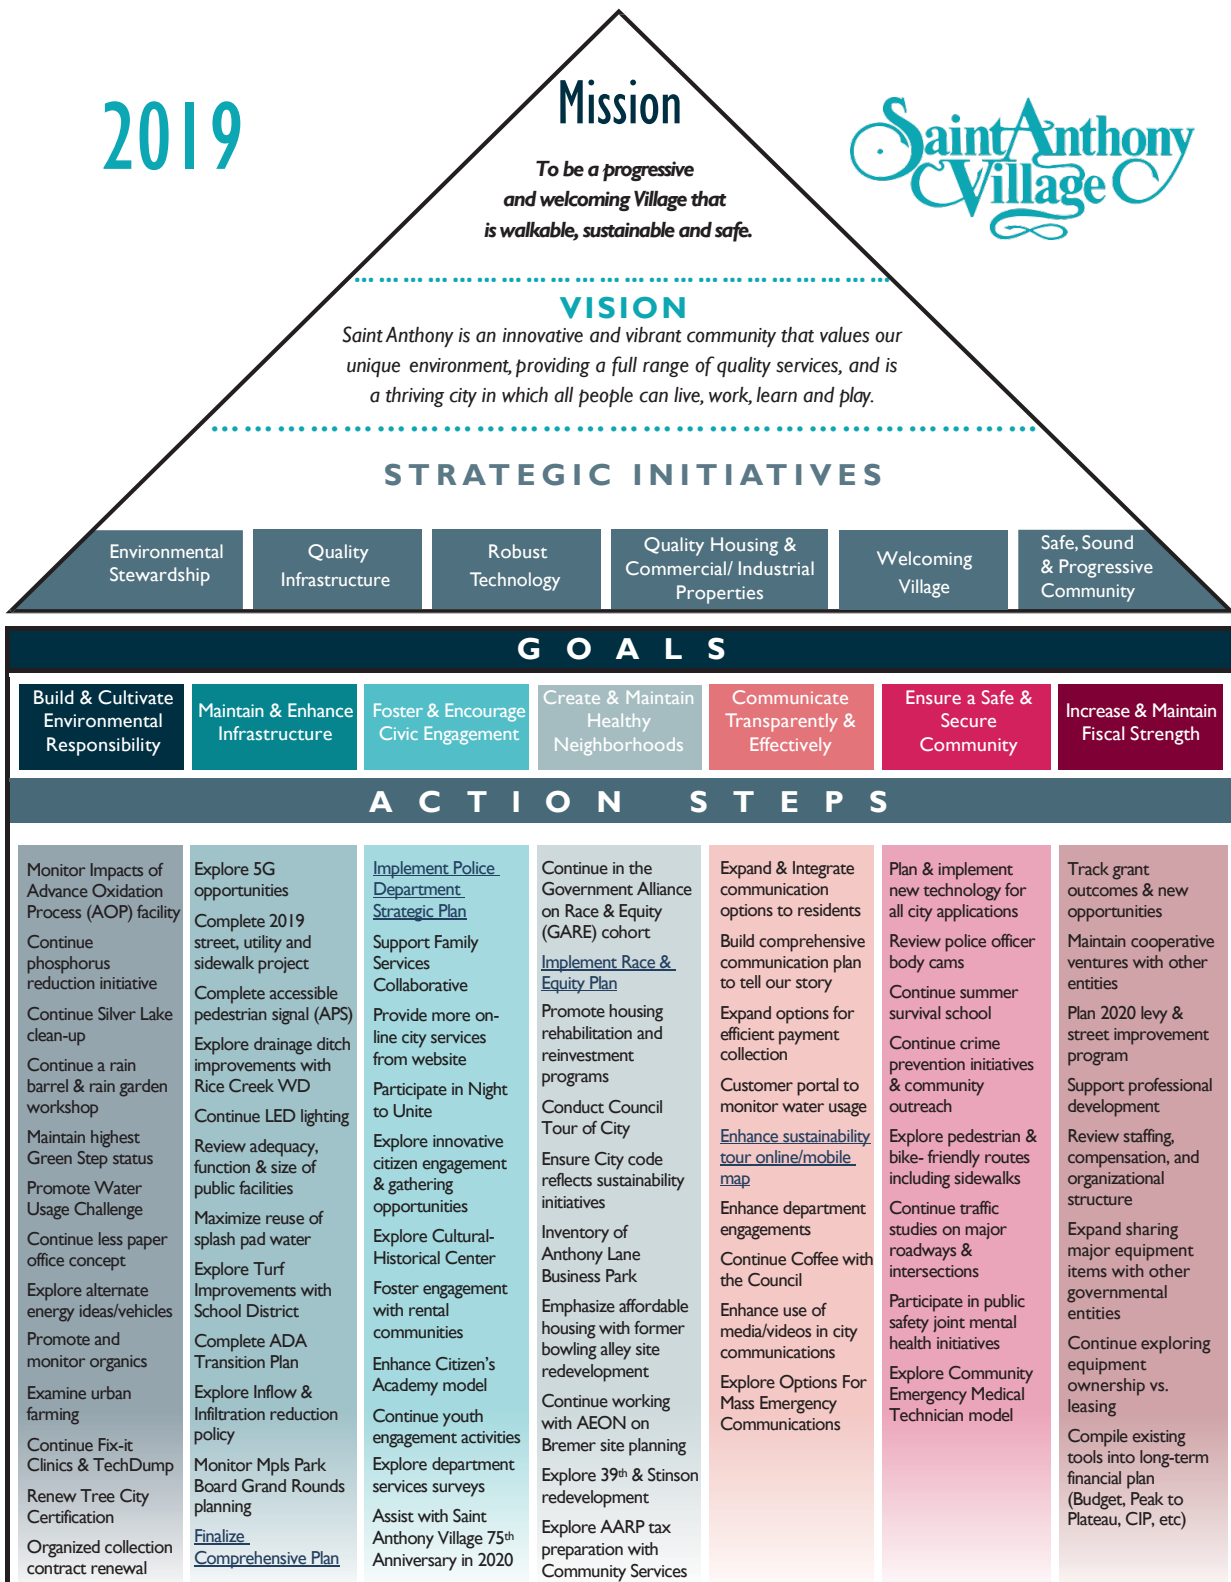 2019
Mission
Saint Anthony
Village
To be a progressive
and welcoming Village that
is walkable, sustainable and safe.
VISION
Saint Anthony is an innovative and vibrant community that values our
unique environment, providing a full range of quality services, and is
a thriving city in which all people can live, work, learn and play.
STRATEGIC INITIATIVES
Environmental
Stewardship
Quality
Infrastructure
Robust
Technology
Quality Housing &
Commercial/ Industrial
Properties
Welcoming
Village
Safe, Sound
& Progressive
Community
GOALS
Build & Cultivate
Environmental
Responsibility
Maintain & Enhance
Infrastructure
Foster & Encourage
Civic Engagement
Create & Maintain
Healthy
Neighborhoods
Communicate
Transparently &
Effectively
Ensure a Safe &
Secure
Community
Increase & Maintain
Fiscal Strength
ACTION STEPS
Monitor Impacts of
Advance Oxidation
Process (AOP) facility
Continue
phosphorus
reduction initiative
Continue Silver Lake
clean-up
Continue a rain
barrel & rain garden
workshop
Maintain highest
Green Step status
Promote Water
Usage Challenge
Continue less paper
office concept
Explore alternate
energy ideas/vehicles
Promote and
monitor organics
Examine urban
farming
Continue Fix-it
Clinics & TechDump
Renew Tree City
Certification
Organized collection
contract renewal
Explore 5G
opportunities
Complete 2019
street, utility and
sidewalk project
Complete accessible
pedestrian signal (APS)
Explore drainage ditch
improvements with
Rice Creek WD
Continue LED lighting
Review adequacy,
function & size of
public facilities
Maximize reuse of
splash pad water
Explore Turf
Improvements with
School District
Complete ADA
Transition Plan
Explore Inflow &
Infiltration reduction
policy
Monitor Mpls Park
Board Grand Rounds
planning
Finalize
Comprehensive Plan
Implement Police
Department
Strategic Plan
Support Family
Services
Collaborative
Provide more on-
line city services
from website
Participate in Night
to Unite
Explore innovative
citizen engagement
& gathering
opportunities
Explore Cultural-
Historical Center
Foster engagement
with rental
communities
Enhance Citizen's
Academy model
Continue youth
engagement activities
Explore department
services surveys
Assist with Saint
Anthony Village 75th
Anniversary in 2020
Continue in the
Government Alliance
on Race & Equity
(GARE) cohort
Implement Race &
Equity Plan
Promote housing
rehabilitation and
reinvestment
programs
Conduct Council
Tour of City
Ensure City code
reflects sustainability
initiatives
Inventory of
Anthony Lane
Business Park
Emphasize affordable
housing with former
bowling alley site
redevelopment
Continue working
with AEON on
Bremer site planning
Explore 39th & Stinson
redevelopment
Explore AARP tax
preparation with
Community Services
Expand & Integrate
communication
options to residents
Build comprehensive
communication plan
to tell our story
Expand options for
efficient payment
collection
Customer portal to
monitor water usage
Enhance sustainability
tour online/mobile
map
Enhance department
engagements
Continue Coffee with
the Council
Enhance use of
media/videos in city
communications
Explore Options For
Mass Emergency
Communications
Plan & implement
new technology for
all city applications
Review police officer
body cams
Continue summer
survival school
Continue crime
prevention initiatives
& community
outreach
Explore pedestrian &
bike- friendly routes
including sidewalks
Continue traffic
studies on major
roadways &
intersections
Participate in public
safety joint mental
health initiatives
Explore Community
Emergency Medical
Technician model
Track grant
outcomes & new
opportunities
Maintain cooperative
ventures with other
entities
Plan 2020 levy &
street improvement
program
Support professional
development
Review staffing,
compensation, and
organizational
structure
Expand sharing
major equipment
items with other
governmental
entities
Continue exploring
equipment
ownership vs.
leasing
Compile existing
tools into long-term
financial plan
(Budget, Peak to
Plateau, CIP, etc)